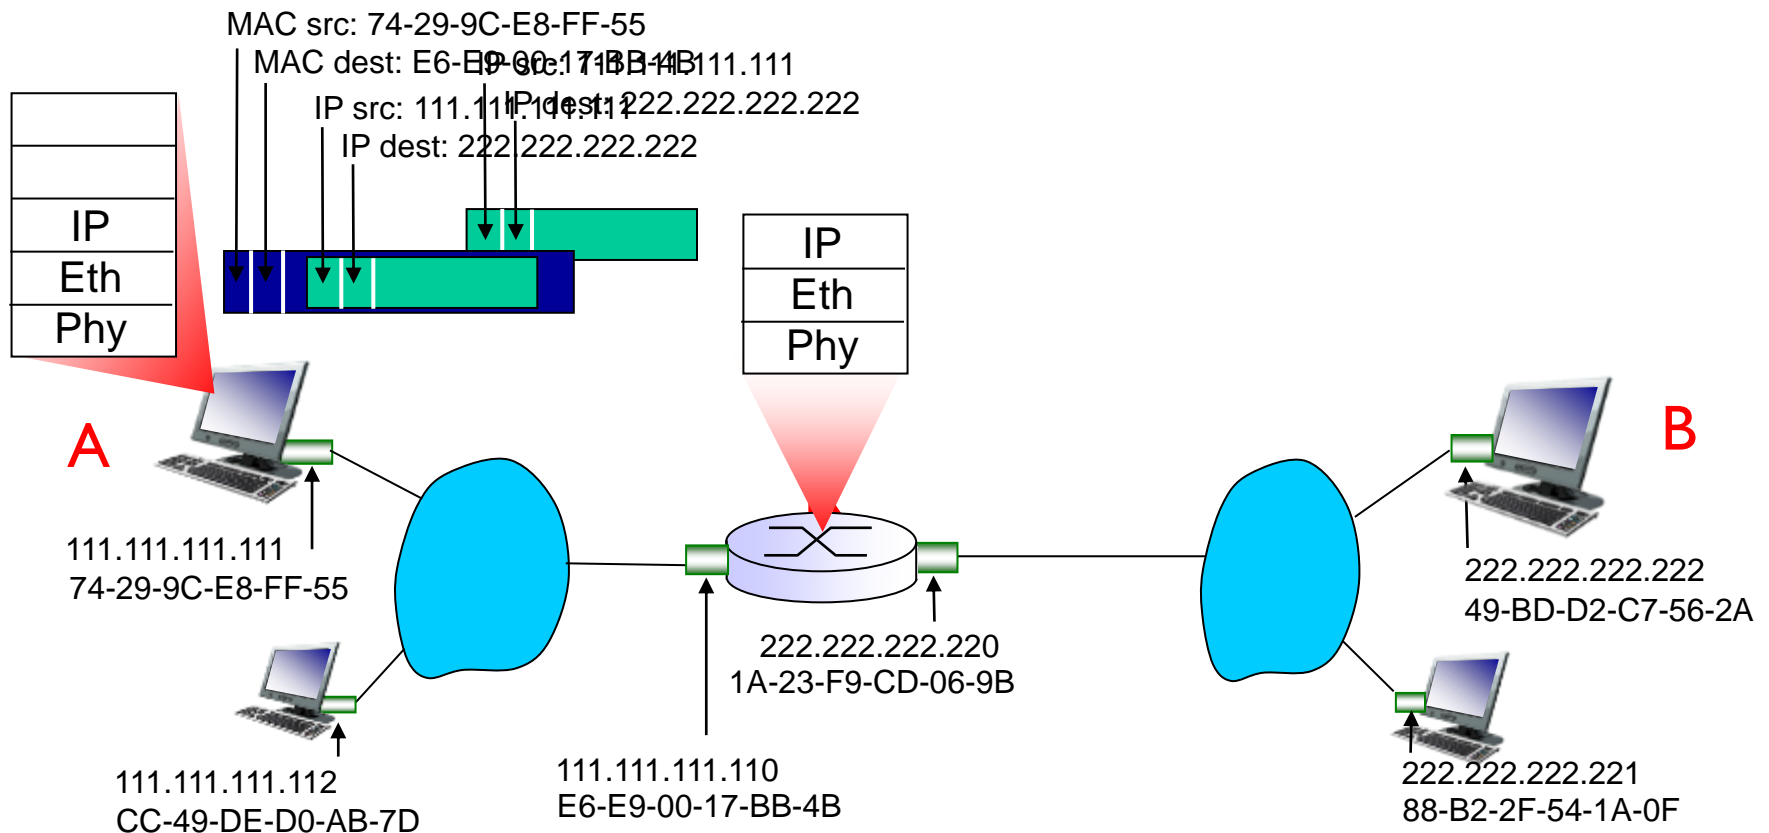 MAC src: 74-29-9C-E8-FF-55
MAC dest: E6-E9-00-17-BB-4B
IP src: 111.111.111.111
IP src: 111.111.111.111
IP dest: 222.222.222.222
IP dest: 222.222.222.222
IP
Eth
Phy
IP
Eth
Phy
A
B
111.111.111.111
74-29-9C-E8-FF-55
222.222.222.222
49-BD-D2-C7-56-2A
222.222.222.220
1A-23-F9-CD-06-9B
111.111.111.112
CC-49-DE-D0-AB-7D
111.111.111.110
E6-E9-00-17-BB-4B
222.222.222.221
88-B2-2F-54-1A-0F